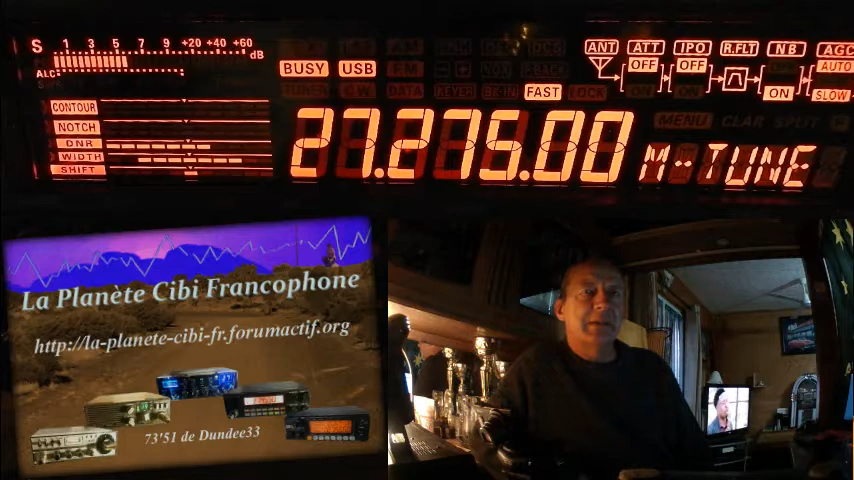 S 1 3 5 7 9 +20 +40 +60 dB
ALC
BUSY USB
FAST LOCK
ANT ATT IPO R.FLT NB AGC
OFF OFF AUTO
ON SLOW
CONTOUR
NOTCH
DNR
WIDTH
SHIFT
27.275.00
MENU CLAR SPLIT
M-TUNE
La Planète Cibi Francophone
http://la-planete-cibi-fr.forumactif.org
73'51 de Dundee33